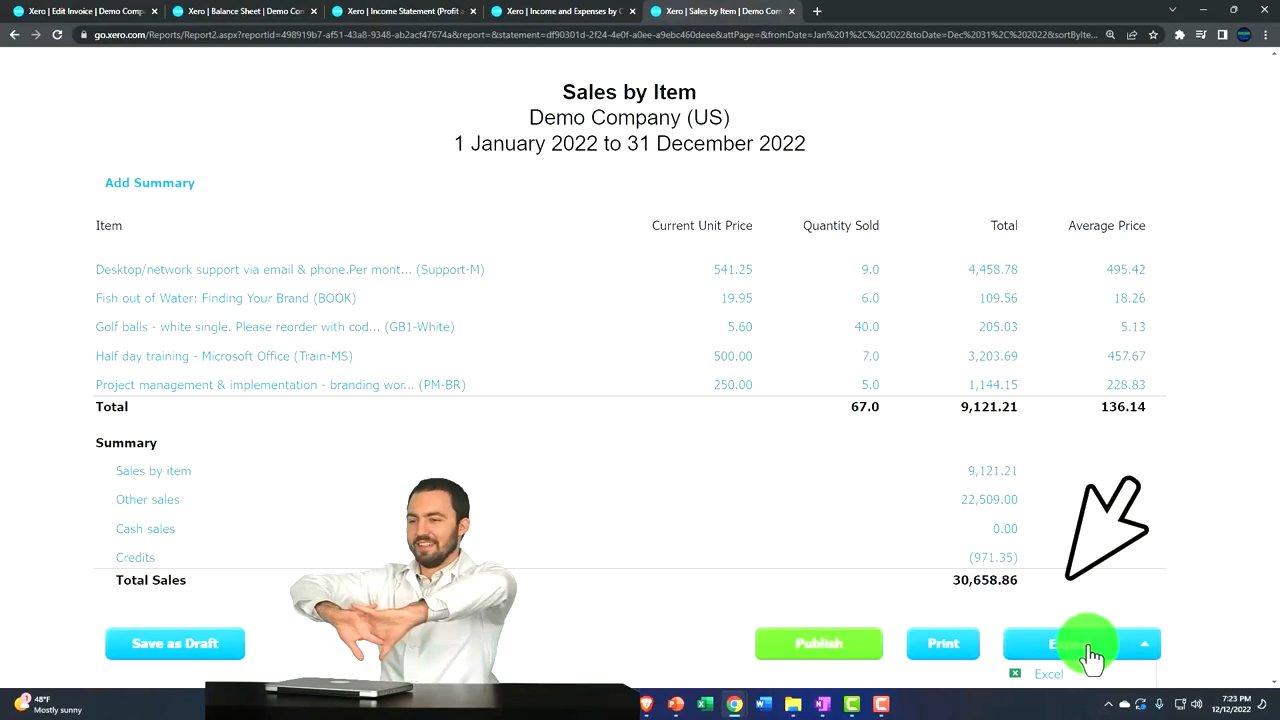 Xero | Edit Invoice | Demo Comp
Xero | Balance Sheet | Demo Con
Xero | Income Statement (Profit a
Xero | Income and Expenses by C
Xero | Sales by Item | Demo Com
go.xero.com/Reports/Report2.aspx?reportId=498919b7-af51-43a8-9348-ab2acf47674a&report=&statement=df90301d-2f24-4e0f-a0ee-a9ebc460deee&attPage=&fromDate=Jan%201%2C%202022&toDate=Dec%2031%2C%202022&sortByite...
Sales by Item
Demo Company (US)
1 January 2022 to 31 December 2022
Add Summary
Item Current Unit Price Quantity Sold Total Average Price
Desktop/network support via email & phone.Per mont... (Support-M) 541.25 9.0 4,458.78 495.42
Fish out of Water: Finding Your Brand (BOOK) 19.95 6.0 109.56 18.26
Golf balls - white single. Please reorder with cod... (GB1-White) 5.60 40.0 205.03 5.13
Half day training - Microsoft Office (Train-MS) 500.00 7.0 3,203.69 457.67
Project management & implementation - branding wor... (PM-BR) 250.00 5.0 1,144.15 228.83
Total 67.0 9,121.21 136.14
Summary
Sales by item 9,121.21
Other sales 22,509.00
Cash sales 0.00
Credits (971.35)
Total Sales 30,658.86
Save as Draft Publish Print Export
Excel
48°F
Mostly sunny
7:23 PM
12/12/2022